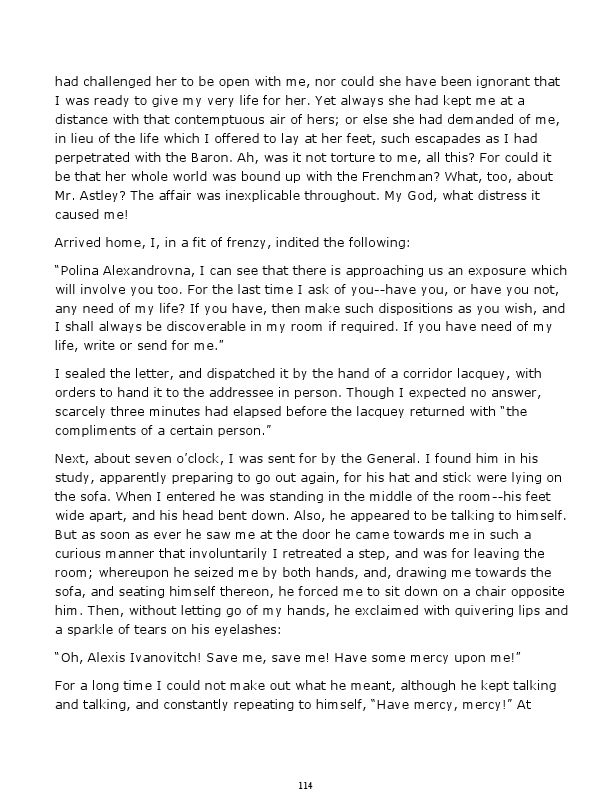 had challenged her to be open with me, nor could she have been ignorant that
I was ready to give my very life for her. Yet always she had kept me at a
distance with that contemptuous air of hers; or else she had demanded of me,
in lieu of the life which I offered to lay at her feet, such escapades as I had
perpetrated with the Baron. Ah, was it not torture to me, all this? For could it
be that her whole world was bound up with the Frenchman? What, too, about
Mr. Astley? The affair was inexplicable throughout. My God, what distress it
caused me!
Arrived home, I, in a fit of frenzy, indited the following:
“Polina Alexandrovna, I can see that there is approaching us an exposure which
will involve you too. For the last time I ask of you--have you, or have you not,
any need of my life? If you have, then make such dispositions as you wish, and
I shall always be discoverable in my room if required. If you have need of my
life, write or send for me.”
I sealed the letter, and dispatched it by the hand of a corridor lacquey, with
orders to hand it to the addressee in person. Though I expected no answer,
scarcely three minutes had elapsed before the lacquey returned with “the
compliments of a certain person.”
Next, about seven o’clock, I was sent for by the General. I found him in his
study, apparently preparing to go out again, for his hat and stick were lying on
the sofa. When I entered he was standing in the middle of the room--his feet
wide apart, and his head bent down. Also, he appeared to be talking to himself.
But as soon as ever he saw me at the door he came towards me in such a
curious manner that involuntarily I retreated a step, and was for leaving the
room; whereupon he seized me by both hands, and, drawing me towards the
sofa, and seating himself thereon, he forced me to sit down on a chair opposite
him. Then, without letting go of my hands, he exclaimed with quivering lips and
a sparkle of tears on his eyelashes:
“Oh, Alexis Ivanovitch! Save me, save me! Have some mercy upon me!”
For a long time I could not make out what he meant, although he kept talking
and talking, and constantly repeating to himself, “Have mercy, mercy!” At
114